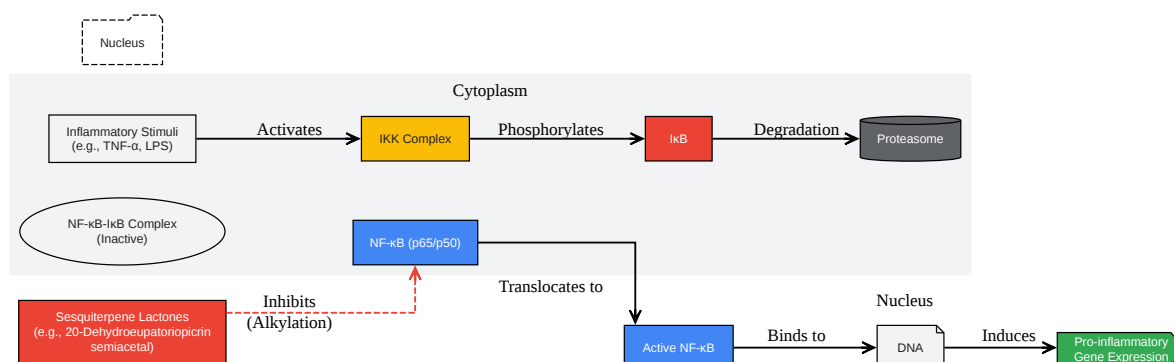 Nucleus
Cytoplasm
Inflammatory Stimuli
(e.g., TNF-α, LPS)
Activates
IKK Complex
Phosphorylates
IκB
Degradation
Proteasome
NF-κB-IκB Complex
(Inactive)
NF-κB (p65/p50)
Translocates to
Sesquiterpene Lactones
(e.g., 20-Dehydroeupatoriopicrin
semiacetal)
Inhibits
(Alkylation)
Nucleus
Active NF-κB
Binds to
DNA
Induces
Pro-inflammatory
Gene Expression